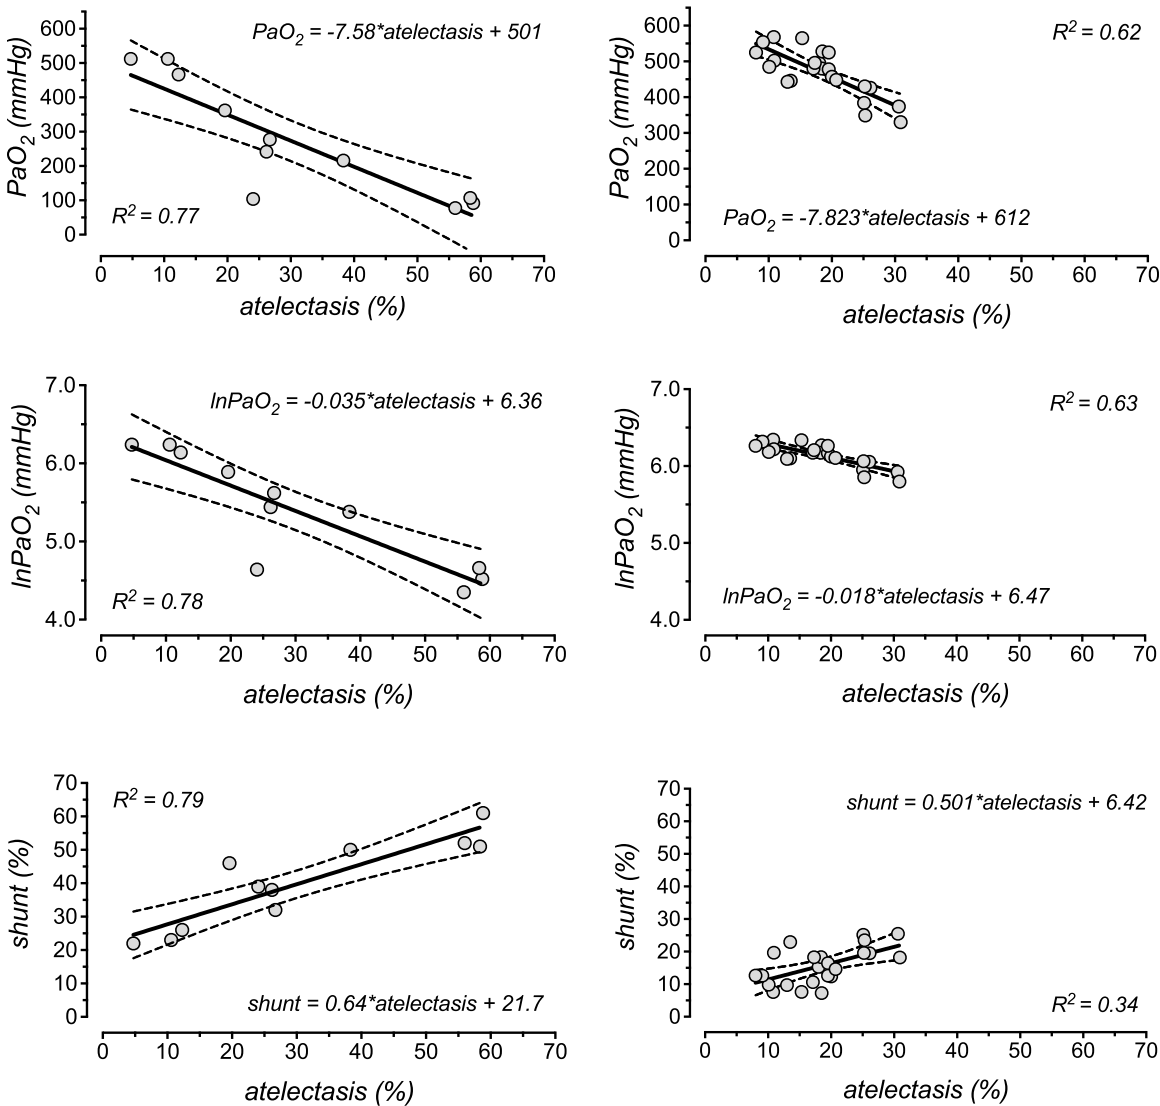 PaO2 = -7.58*atelectasis + 501
PaO2 (mmHg)
600
500
400
300
200
100
0
R2 = 0.77
0 10 20 30 40 50 60 70
atelectasis (%)
R2 = 0.62
PaO2 (mmHg)
600
500
400
300
200
100
0
PaO2 = -7.823*atelectasis + 612
0 10 20 30 40 50 60 70
atelectasis (%)
lnPaO2 = -0.035*atelectasis + 6.36
lnPaO2 (mmHg)
7.0
6.0
5.0
4.0
R2 = 0.78
0 10 20 30 40 50 60 70
atelectasis (%)
R2 = 0.63
lnPaO2 (mmHg)
7.0
6.0
5.0
4.0
lnPaO2 = -0.018*atelectasis + 6.47
0 10 20 30 40 50 60 70
atelectasis (%)
R2 = 0.79
shunt (%)
70
60
50
40
30
20
10
0
shunt = 0.64*atelectasis + 21.7
0 10 20 30 40 50 60 70
atelectasis (%)
shunt = 0.501*atelectasis + 6.42
shunt (%)
70
60
50
40
30
20
10
0
R2 = 0.34
0 10 20 30 40 50 60 70
atelectasis (%)